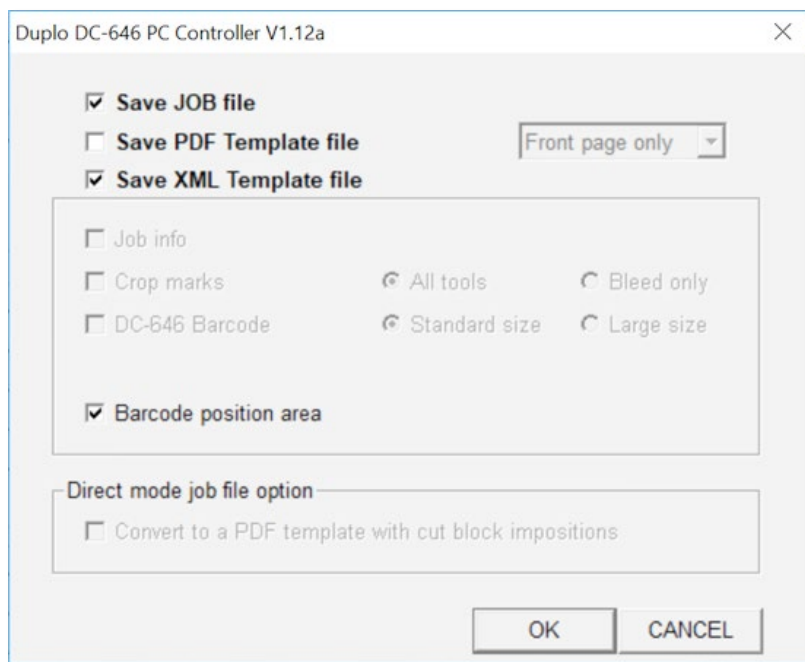 Duplo DC-646 PC Controller V1.12a
Save JOB file
Save PDF Template file Front page only
Save XML Template file
Job info
Crop marks All tools Bleed only
DC-646 Barcode Standard size Large size
Barcode position area
Direct mode job file option
Convert to a PDF template with cut block impositions
OK CANCEL